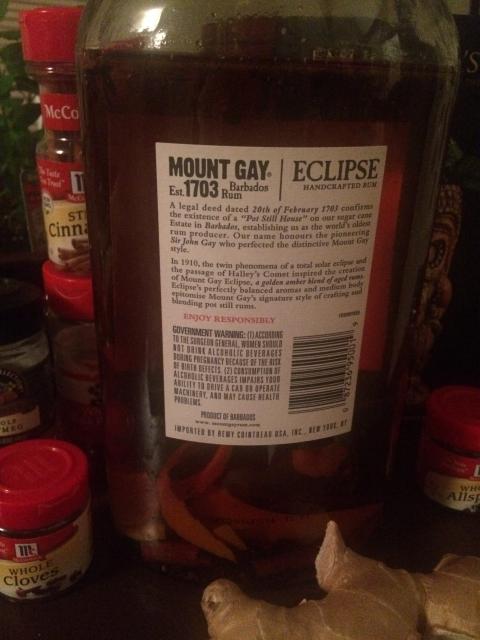 MOUNT GAY® ECLIPSE
Est. 1703 Barbados Rum HANDCRAFTED RUM
A legal deed dated 20th of February 1703 confirms
the existence of a "Pot Still House" on our sugar cane
Estate in Barbados, establishing us as the world's oldest
rum producer. Our name honours the pioneering
Sir John Gay who perfected the distinctive Mount Gay
style.
In 1910, the twin phenomena of a total solar eclipse and
the passage of Halley's Comet inspired the creation
of Mount Gay Eclipse, a golden amber blend of aged rums.
Eclipse's perfectly balanced aromas and medium body
epitomise Mount Gay's signature style of crafting and
blending pot still rums.
ENJOY RESPONSIBLY
GOVERNMENT WARNING: (1) ACCORDING
TO THE SURGEON GENERAL, WOMEN SHOULD
NOT DRINK ALCOHOLIC BEVERAGES
DURING PREGNANCY BECAUSE OF THE RISK
OF BIRTH DEFECTS. (2) CONSUMPTION OF
ALCOHOLIC BEVERAGES IMPAIRS YOUR
ABILITY TO DRIVE A CAR OR OPERATE
MACHINERY, AND MAY CAUSE HEALTH
PROBLEMS.
PRODUCT OF BARBADOS
www.mountgayrum.com
IMPORTED BY REMY COINTREAU USA, INC., NEW YORK, NY
McCo
The Taste
Cinna
WHOLE
Cloves
Allsp